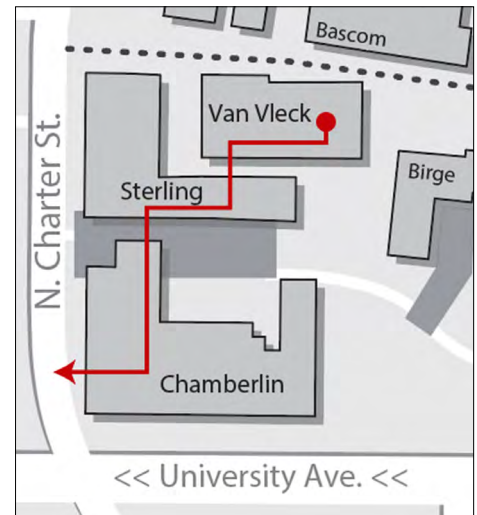 Bascom
Van Vleck
N. Charter St.
Birge
Sterling
Chamberlin
<< University Ave. <<